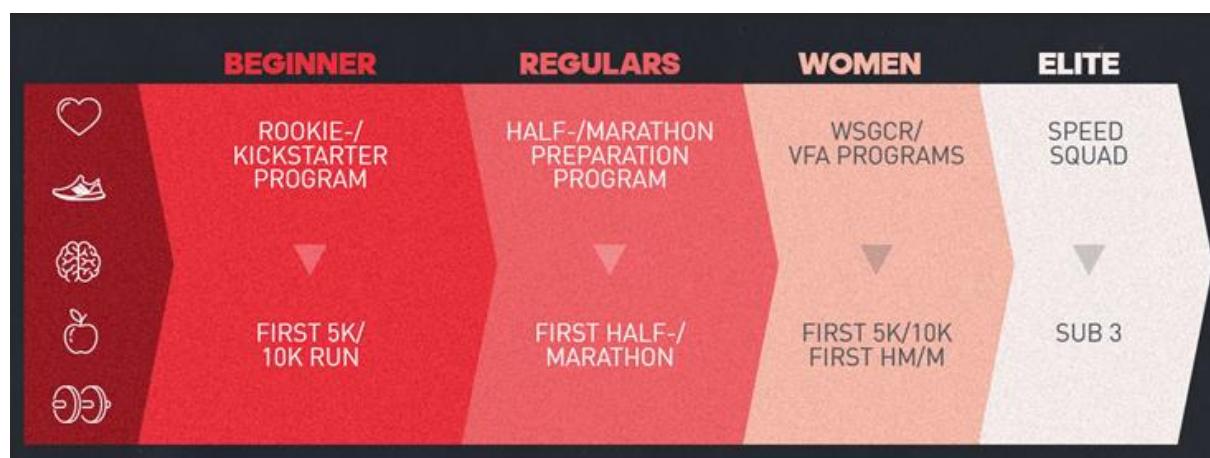 BEGINNER
REGULARS
WOMEN
ELITE
ROOKIE-/
KICKSTARTER
PROGRAM
HALF-/MARATHON
PREPARATION
PROGRAM
WSGCR/
VFA PROGRAMS
SPEED
SQUAD
FIRST 5K/
10K RUN
FIRST HALF-/
MARATHON
FIRST 5K/10K
FIRST HM/M
SUB 3